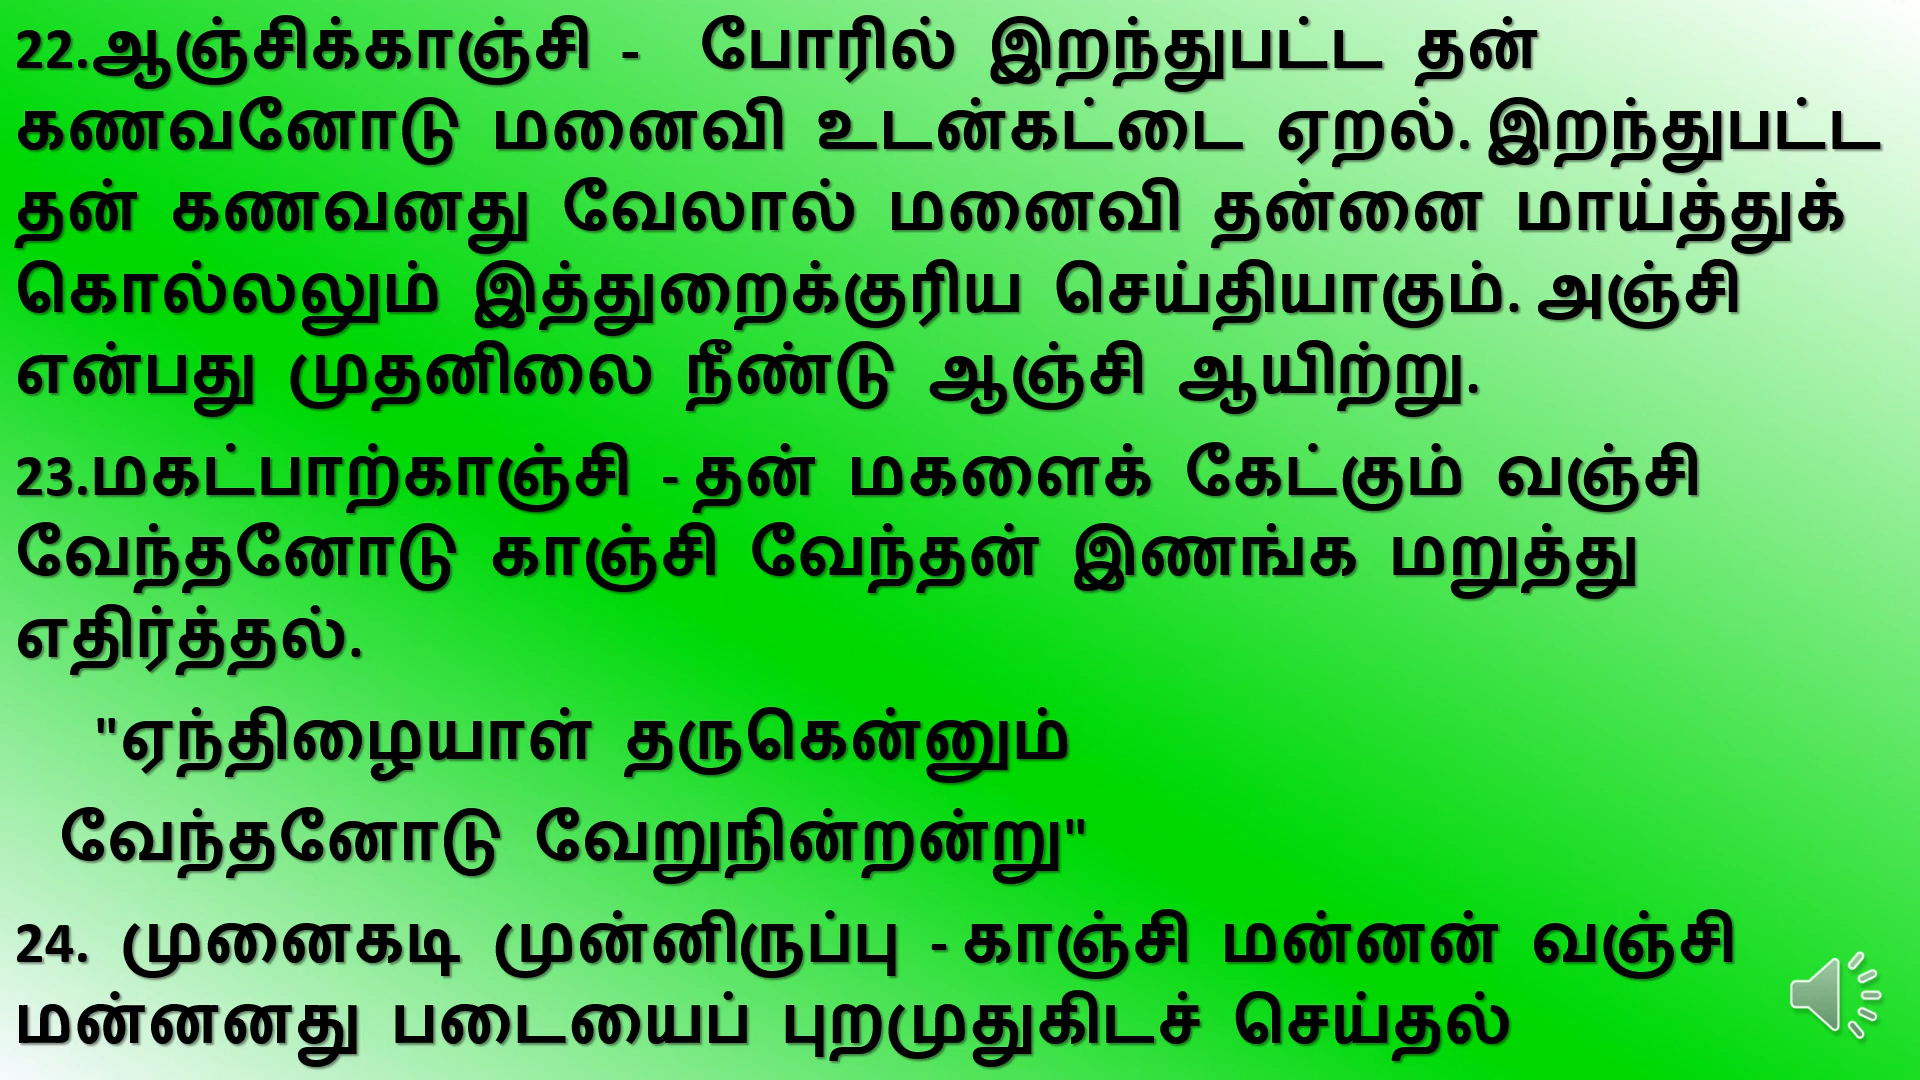 22.ஆஞ்சிக்காஞ்சி - போரில் இறந்துபட்ட தன்
கணவனோடு மனைவி உடன்கட்டை ஏறல். இறந்துபட்ட
தன் கணவனது வேலால் மனைவி தன்னை மாய்த்துக்
கொல்லலும் இத்துறைக்குரிய செய்தியாகும். அஞ்சி
என்பது முதனிலை நீண்டு ஆஞ்சி ஆயிற்று.
23.மகட்பாற்காஞ்சி - தன் மகளைக் கேட்கும் வஞ்சி
வேந்தனோடு காஞ்சி வேந்தன் இணங்க மறுத்து
எதிர்த்தல்.
"ஏந்திழையாள் தருகென்னும்
வேந்தனோடு வேறுநின்றன்று"
24. முனைகடி முன்னிருப்பு - காஞ்சி மன்னன் வஞ்சி
மன்னனது படையைப் புறமுதுகிடச் செய்தல்